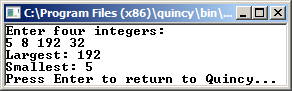 C:\Program Files (x86)\quincy\bin\...
Enter four integers:
5 8 192 32
Largest: 192
Smallest: 5
Press Enter to return to Quincy...